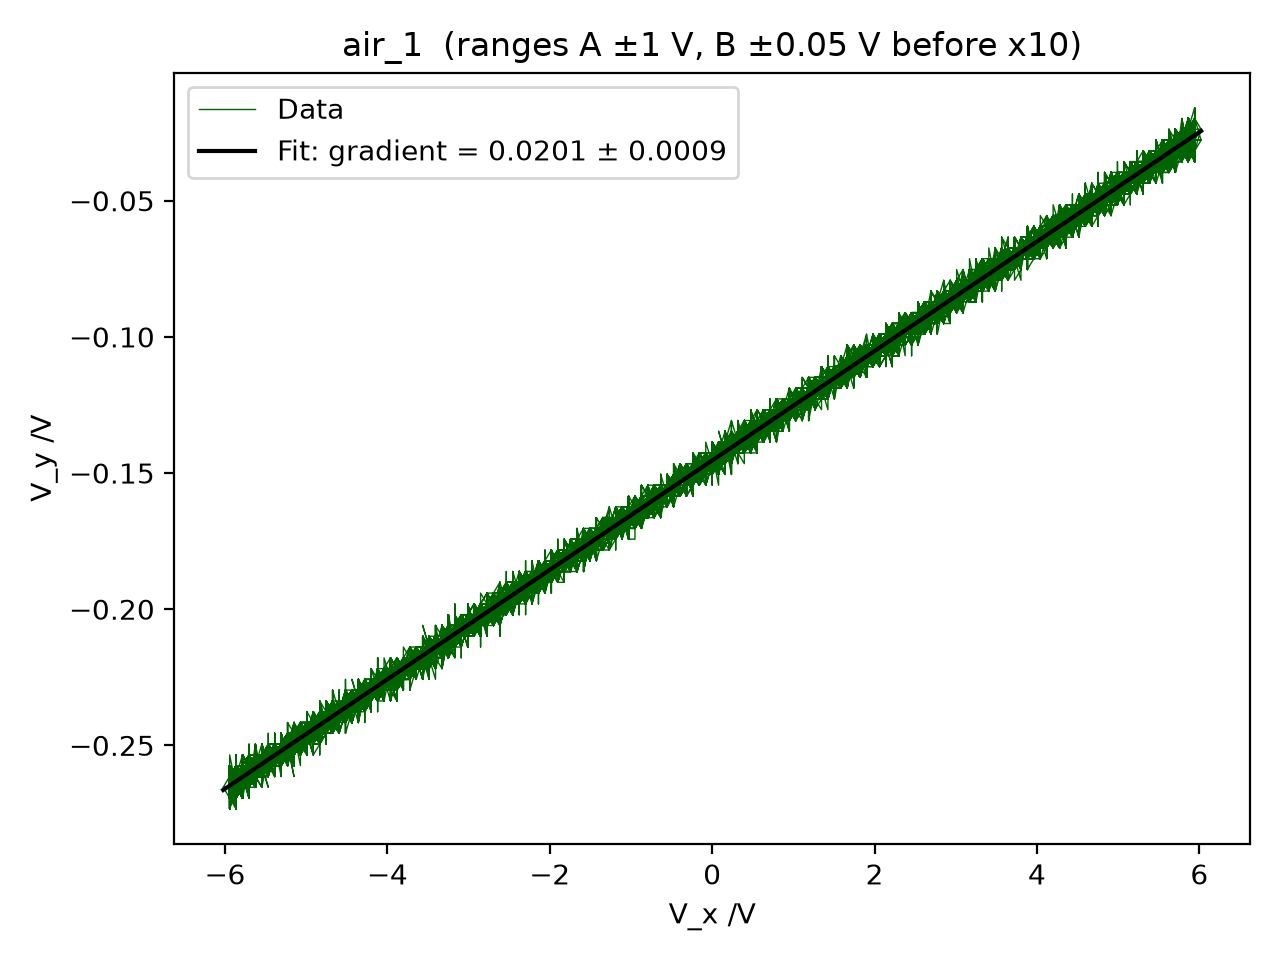 air_1  (ranges A ±1 V, B ±0.05 V before x10)
Data
Fit: gradient = 0.0201 ± 0.0009
V_y /V
−0.05
−0.10
−0.15
−0.20
−0.25
−6 −4 −2 0 2 4 6
V_x /V